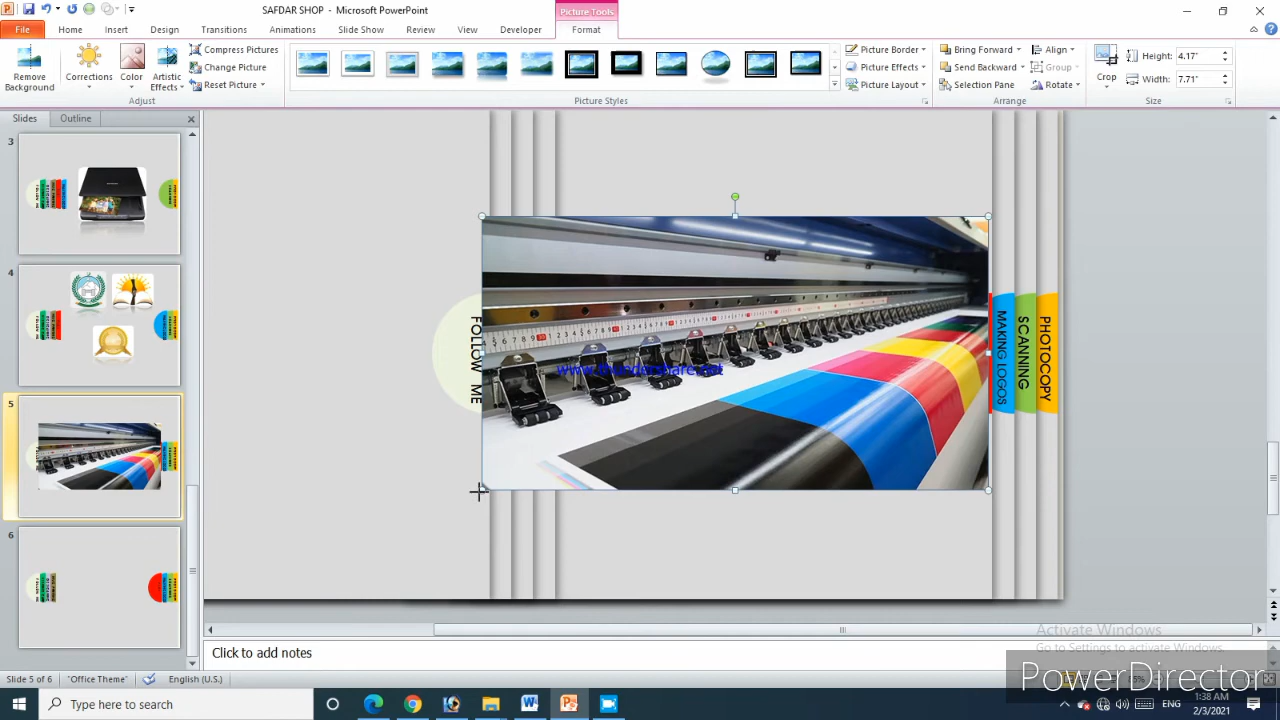 SAFDAR SHOP - Microsoft PowerPoint
Picture Tools
File
Home
Insert
Design
Transitions
Animations
Slide Show
Review
View
Developer
Format
Remove Background
Corrections
Color
Artistic Effects
Compress Pictures
Change Picture
Reset Picture
Adjust
Picture Styles
Picture Border
Picture Effects
Picture Layout
Bring Forward
Send Backward
Selection Pane
Align
Group
Rotate
Arrange
Crop
Height: 4.17"
Width: 7.71"
Size
Slides
Outline
3
4
5
6
FOLLOW ME
www.thundershare.net
MAKING LOGOS
SCANNING
PHOTOCOPY
Click to add notes
Activate Windows
Go to Settings to activate Windows.
Slide 5 of 6
"Office Theme"
English (U.S.)
PowerDirector
Type here to search
ENG
1:38 AM
2/3/2021